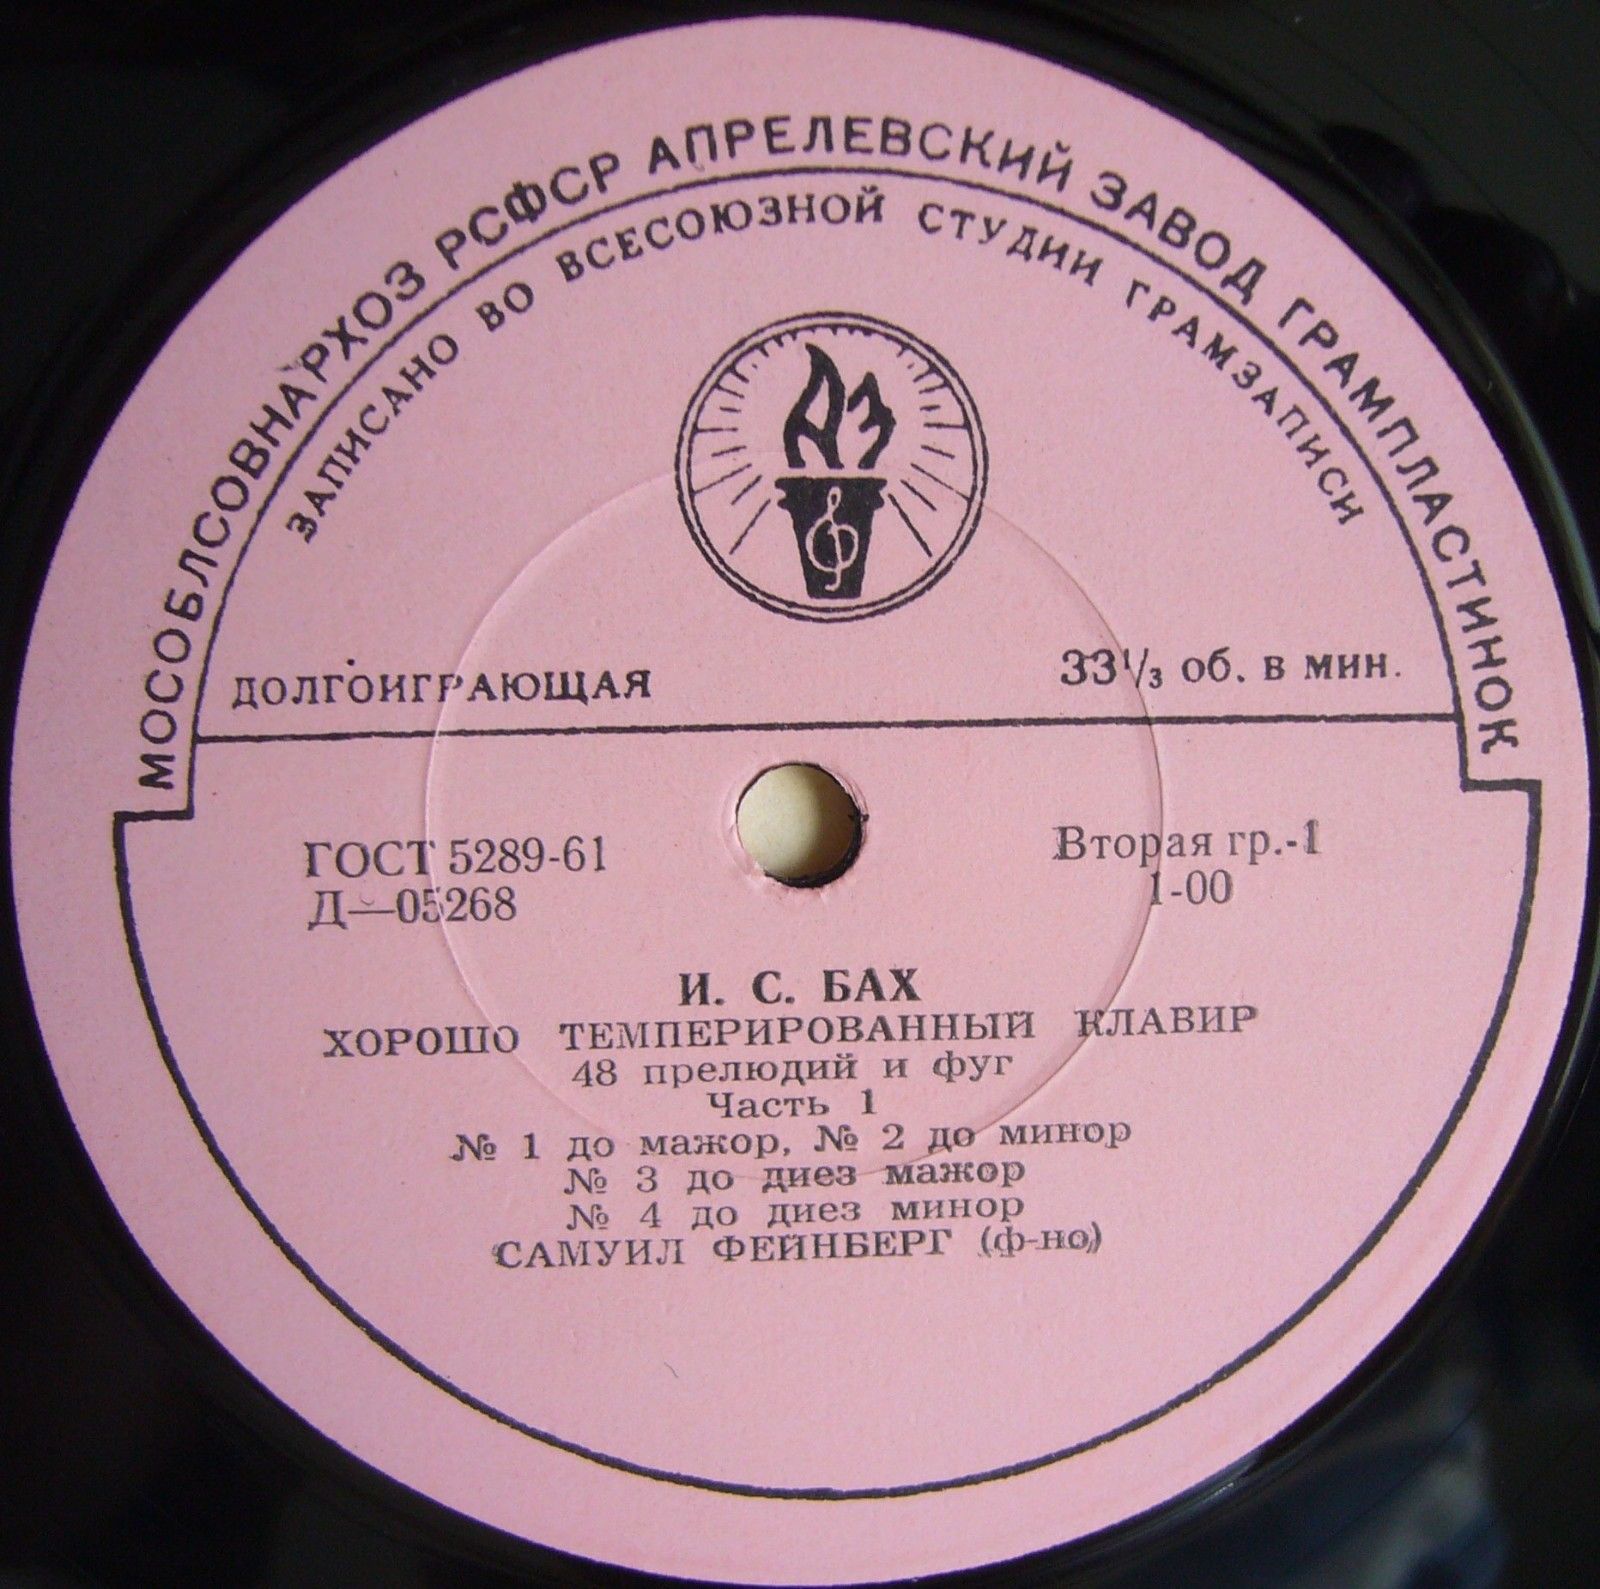 МОСОБЛСОВНАРХОЗ РСФСР АПРЕЛЕВСКИЙ ЗАВОД ГРАМПЛАСТИНОК
ЗАПИСАНО ВО ВСЕСОЮЗНОЙ СТУДИИ ГРАМЗАПИСИ
АЗ
ДОЛГОИГРАЮЩАЯ 33⅓ об. в мин.
ГОСТ 5289-61 Вторая гр.-1
Д—05268 1-00
И. С. БАХ
ХОРОШО ТЕМПЕРИРОВАННЫЙ КЛАВИР
48 прелюдий и фуг
Часть 1
№ 1 до мажор, № 2 до минор
№ 3 до диез мажор
№ 4 до диез минор
САМУИЛ ФЕЙНБЕРГ (ф-но)